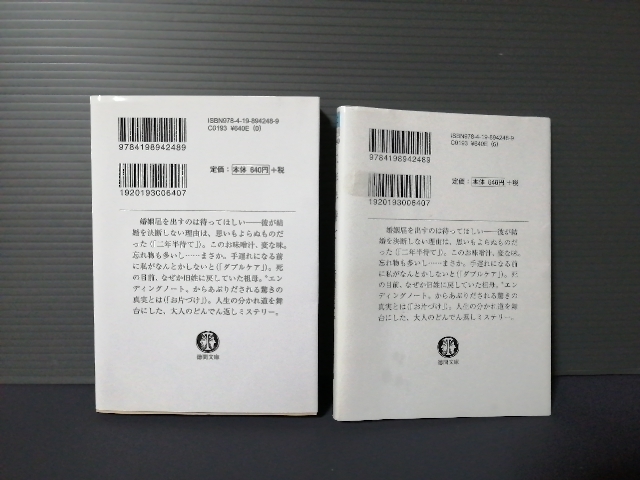 ISBN978-4-19-894248-9
C0193 ¥640E (0)
9784198942489
定価：本体 640円＋税
1920193006407
婚姻届を出すのは待ってほしい──彼が結
婚を決断しない理由は、思いもよらぬものだ
った（「二年半待て」）。このお味噌汁、変な味。
忘れ物も多いし……まさか。手遅れになる前
に私がなんとかしないと（「ダブルケア」）。死
の目前、なぜか旧姓に戻していた祖母。〝エン
ディングノート〟からあぶりだされる驚きの
真実とは（「お片づけ」）。人生の分かれ道を舞
台にした、大人のどんでん返しミステリー。
徳間文庫
ISBN978-4-19-894248-9
C0193 ¥640E (0)
9784198942489
定価：本体 640円＋税
1920193006407
婚姻届を出すのは待ってほしい──彼が結
婚を決断しない理由は、思いもよらぬものだ
った（「二年半待て」）。このお味噌汁、変な味。
忘れ物も多いし……まさか。手遅れになる前
に私がなんとかしないと（「ダブルケア」）。死
の目前、なぜか旧姓に戻していた祖母。〝エン
ディングノート〟からあぶりだされる驚きの
真実とは（「お片づけ」）。人生の分かれ道を舞
台にした、大人のどんでん返しミステリー。
徳間文庫